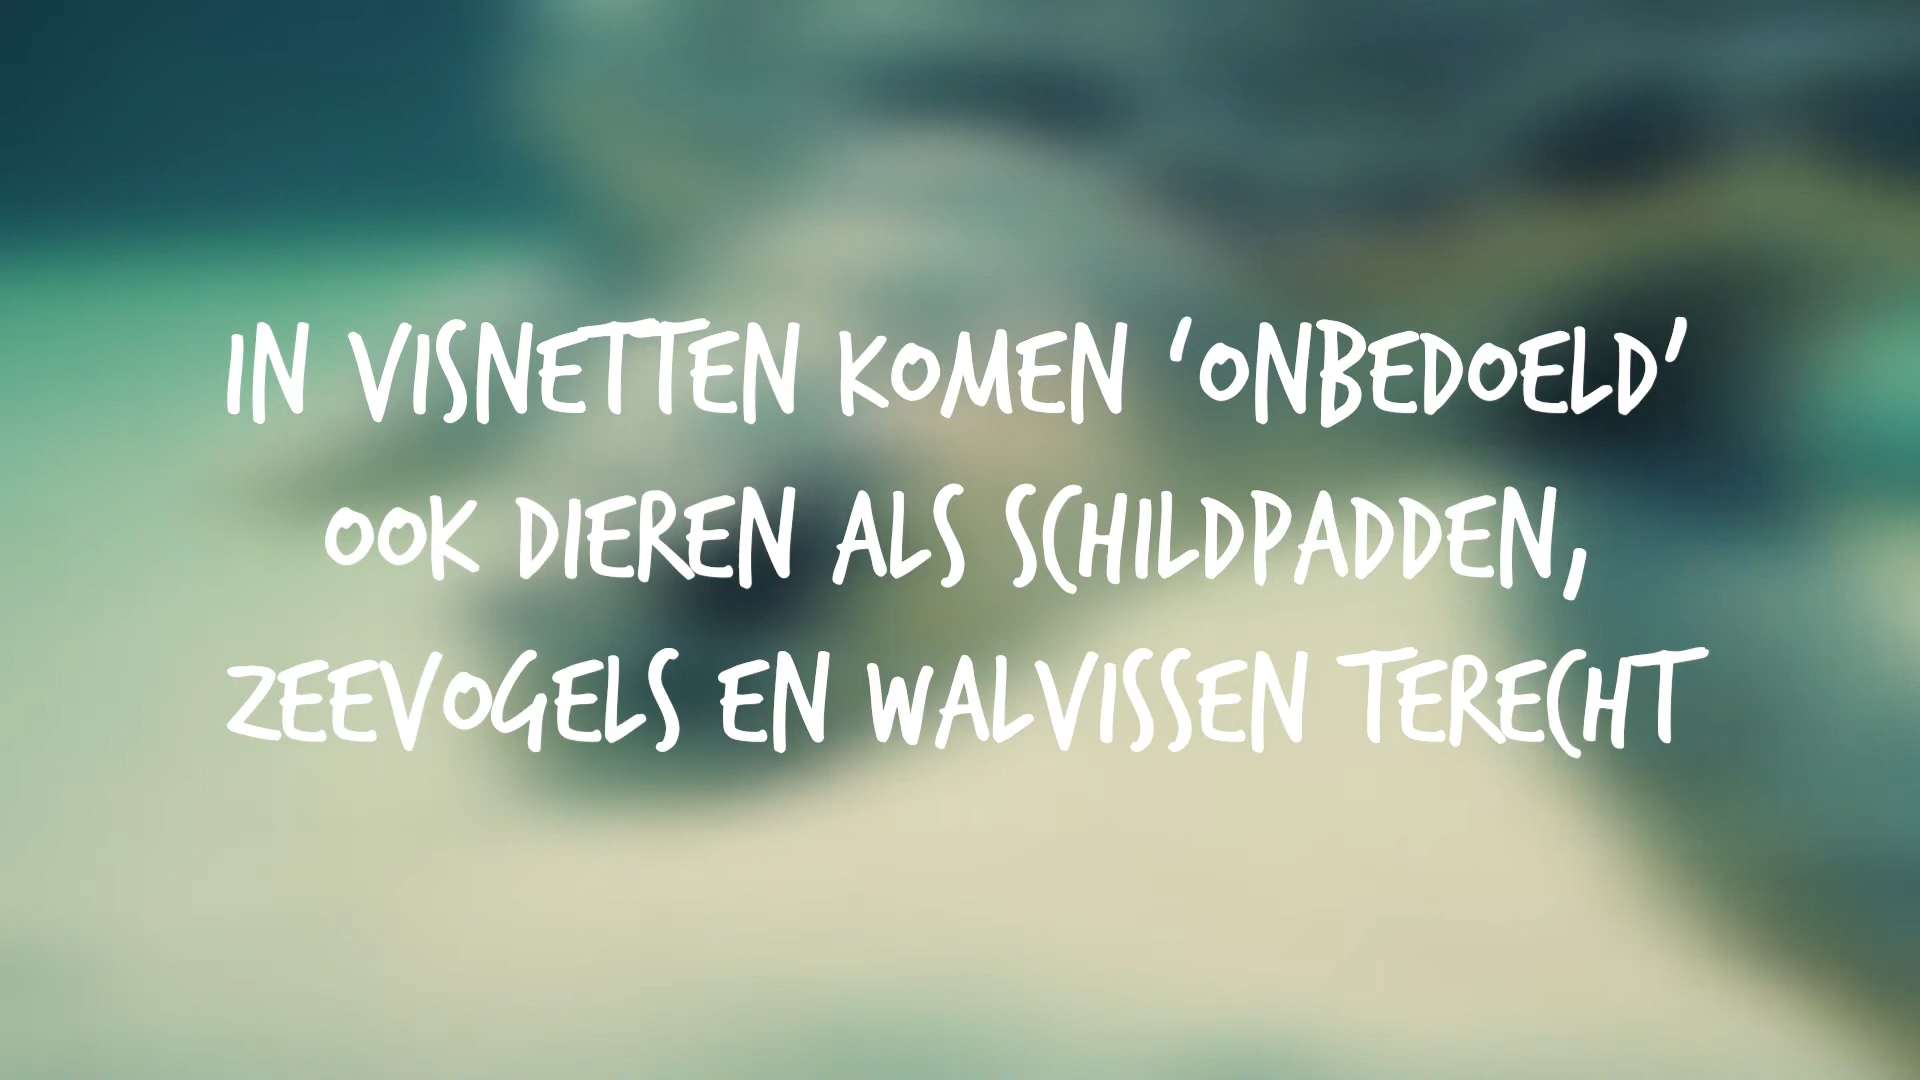 IN VISNETTEN KOMEN ‘ONBEDOELD’
OOK DIEREN ALS SCHILDPADDEN,
ZEEVOGELS EN WALVISSEN TERECHT